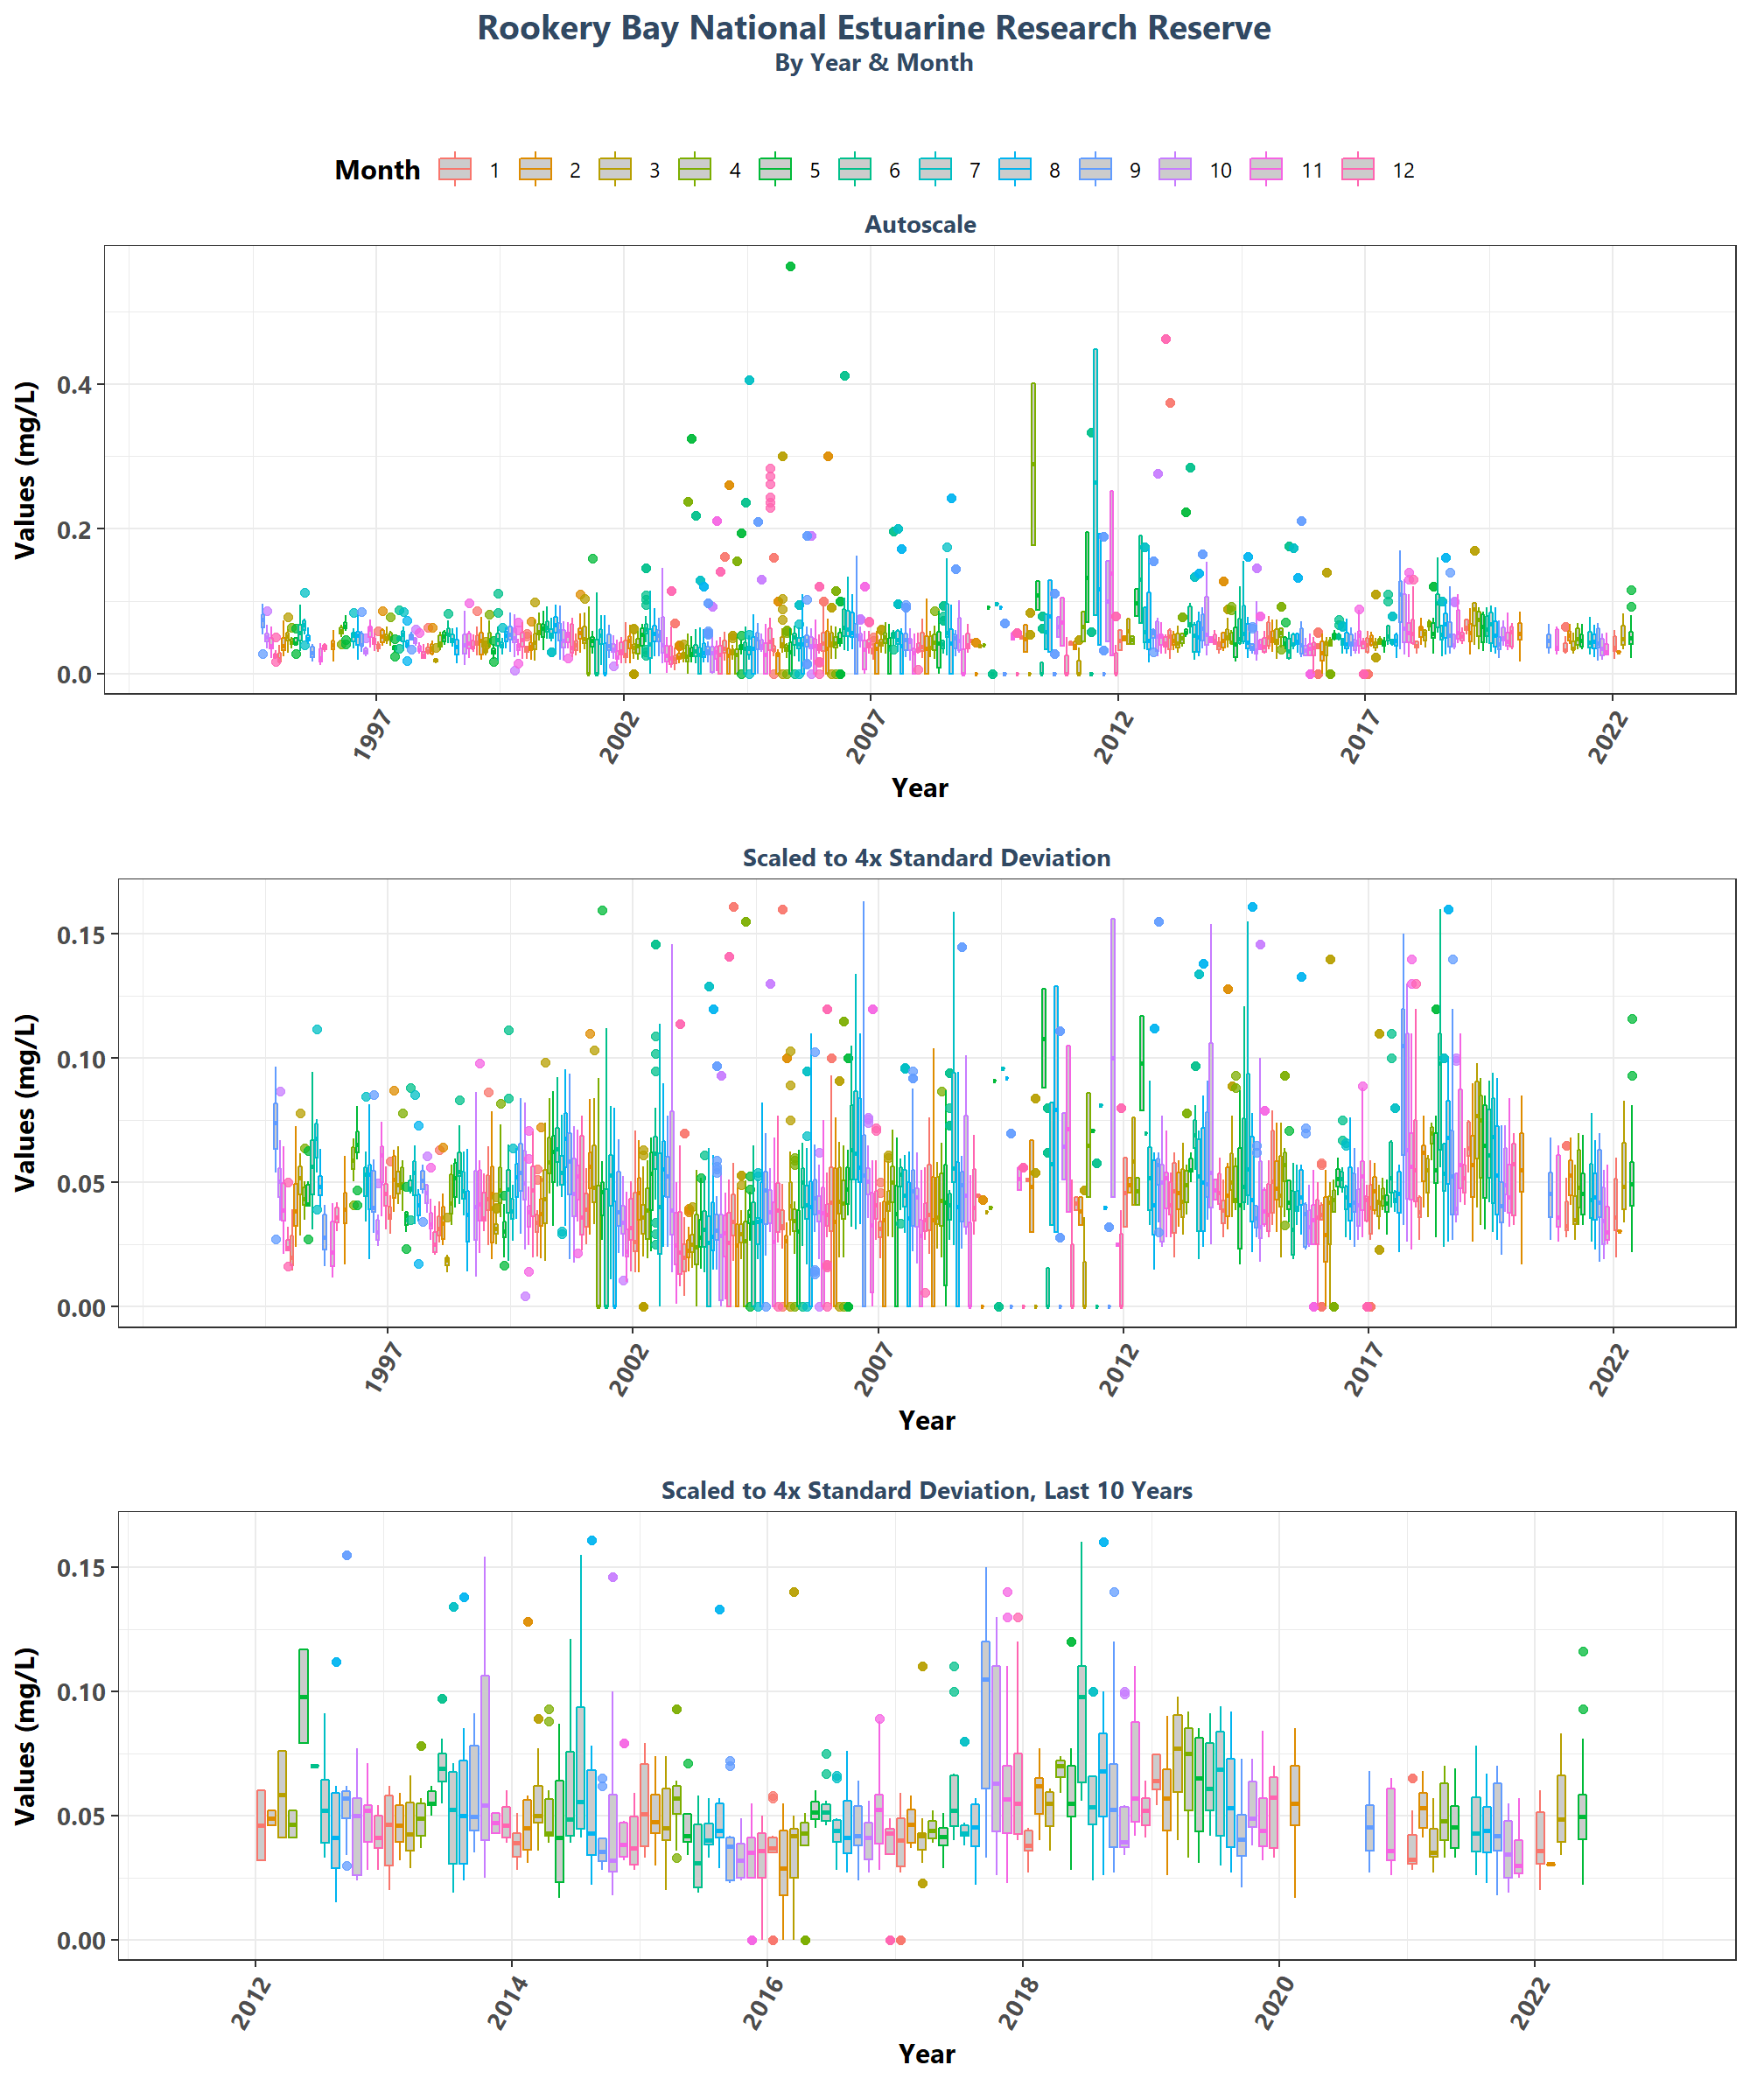 Rookery Bay National Estuarine Research Reserve
By Year & Month
Month 1 2 3 4 5 6 7 8 9 10 11 12
Autoscale
Values (mg/L)
0.4
0.2
0.0
1997 2002 2007 2012 2017 2022
Year
Scaled to 4x Standard Deviation
Values (mg/L)
0.15
0.10
0.05
0.00
1997 2002 2007 2012 2017 2022
Year
Scaled to 4x Standard Deviation, Last 10 Years
Values (mg/L)
0.15
0.10
0.05
0.00
2012 2014 2016 2018 2020 2022
Year